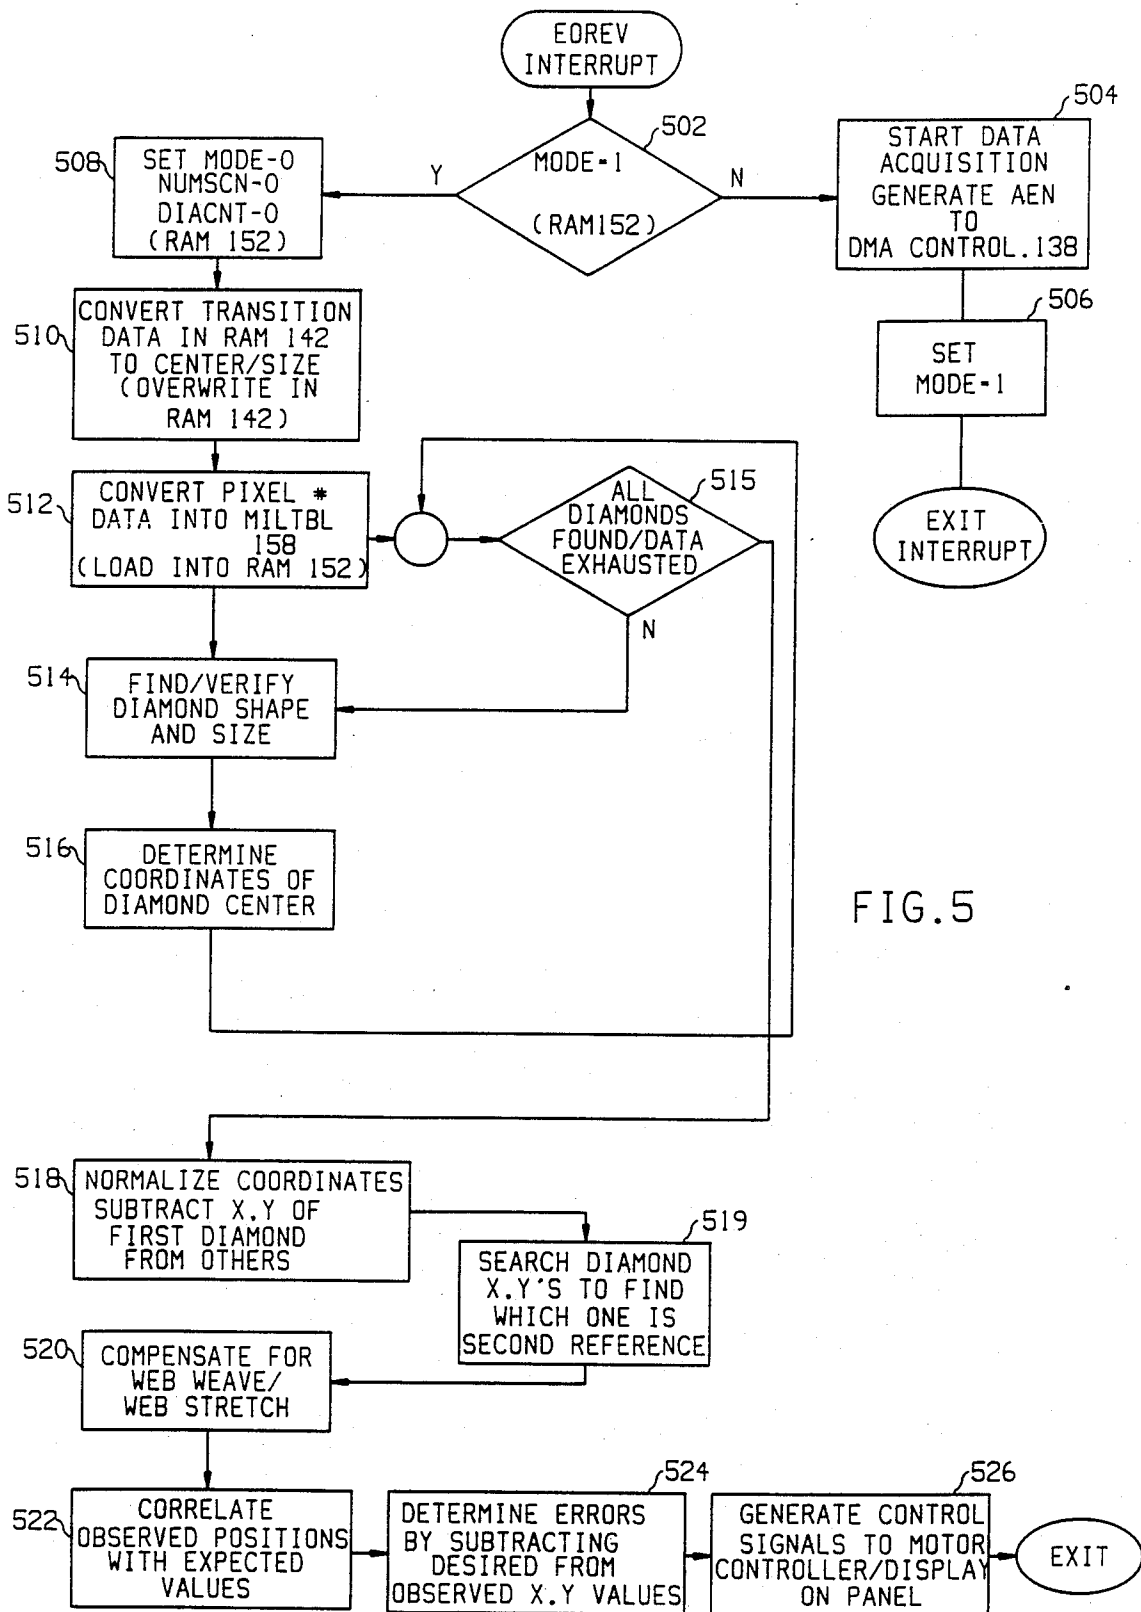 EOREV
INTERRUPT
502
MODE=1
(RAM152)
Y
N
504
START DATA
ACQUISITION
GENERATE AEN
TO
DMA CONTROL.138
506
SET
MODE=1
EXIT
INTERRUPT
508
SET MODE-0
NUMSCN-0
DIACNT-0
(RAM 152)
510
CONVERT TRANSITION
DATA IN RAM 142
TO CENTER/SIZE
(OVERWRITE IN
RAM 142)
512
CONVERT PIXEL #
DATA INTO MILTBL
158
(LOAD INTO RAM 152)
515
ALL
DIAMONDS
FOUND/DATA
EXHAUSTED
N
514
FIND/VERIFY
DIAMOND SHAPE
AND SIZE
516
DETERMINE
COORDINATES OF
DIAMOND CENTER
FIG.5
518
NORMALIZE COORDINATES
SUBTRACT X.Y OF
FIRST DIAMOND
FROM OTHERS
519
SEARCH DIAMOND
X.Y'S TO FIND
WHICH ONE IS
SECOND REFERENCE
520
COMPENSATE FOR
WEB WEAVE/
WEB STRETCH
522
CORRELATE
OBSERVED POSITIONS
WITH EXPECTED
VALUES
524
DETERMINE ERRORS
BY SUBTRACTING
DESIRED FROM
OBSERVED X.Y VALUES
526
GENERATE CONTROL
SIGNALS TO MOTOR
CONTROLLER/DISPLAY
ON PANEL
EXIT